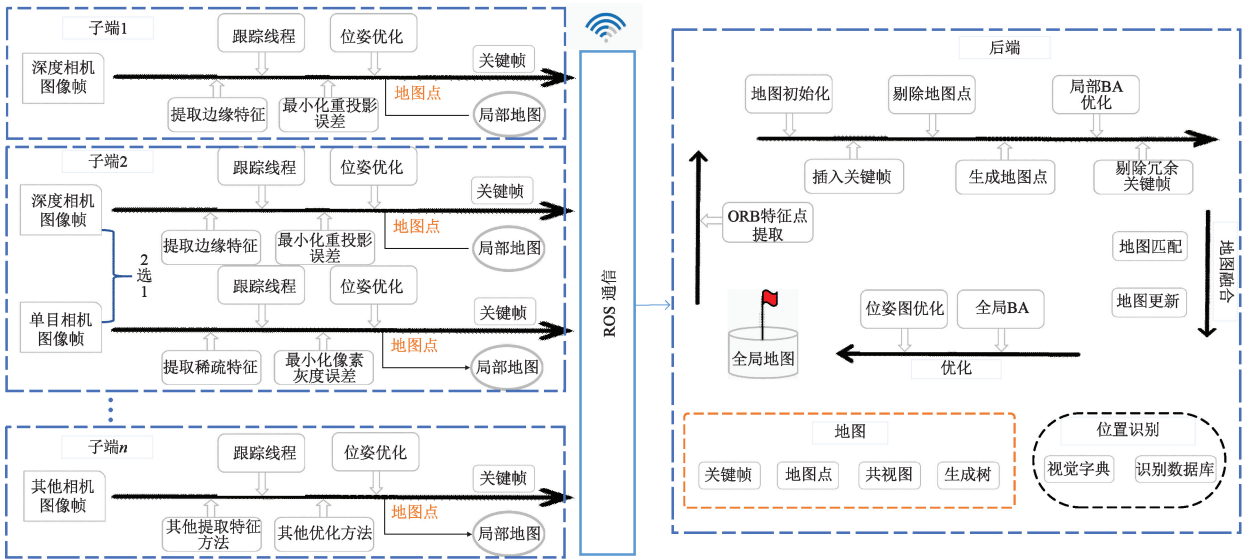 子端1
跟踪线程
位姿优化
深度相机
图像帧
关键帧
提取边缘特征
最小化重投影
误差
地图点
局部地图
子端2
跟踪线程
位姿优化
深度相机
图像帧
关键帧
提取边缘特征
最小化重投影
误差
地图点
局部地图
2
选
1
跟踪线程
位姿优化
单目相机
图像帧
关键帧
提取稀疏特征
最小化像素
灰度误差
地图点
局部地图
子端n
跟踪线程
位姿优化
其他相机
图像帧
关键帧
其他提取特征
方法
其他优化方法
地图点
局部地图
ROS 通信
后端
地图初始化
剔除地图点
局部BA
优化
插入关键帧
生成地图点
剔除冗余
关键帧
ORB特征点
提取
地图匹配
地图更新
地图融合
位姿图优化
全局BA
优化
全局地图
地图
关键帧
地图点
共视图
生成树
位置识别
视觉字典
识别数据库